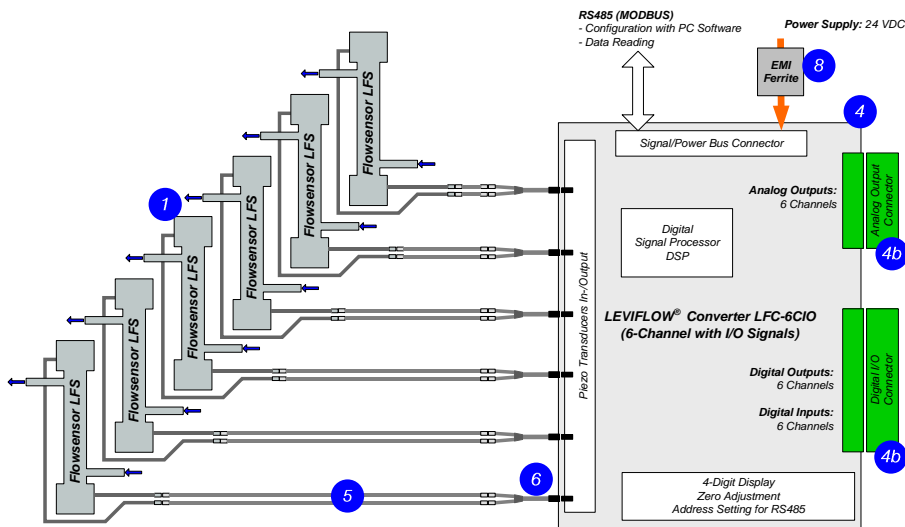 RS485 (MODBUS)
- Configuration with PC Software
- Data Reading
Power Supply: 24 VDC
EMI
Ferrite
8
4
Signal/Power Bus Connector
Analog Outputs:
6 Channels
Analog Output
Connector
4b
Digital
Signal Processor
DSP
Piezo Transducers In-/Output
LEVIFLOW® Converter LFC-6CIO
(6-Channel with I/O Signals)
Digital Outputs:
6 Channels
Digital Inputs:
6 Channels
Digital I/O
Connector
4b
4-Digit Display
Zero Adjustment
Address Setting for RS485
Flowsensor LFS
Flowsensor LFS
Flowsensor LFS
1
Flowsensor LFS
Flowsensor LFS
Flowsensor LFS
5
6